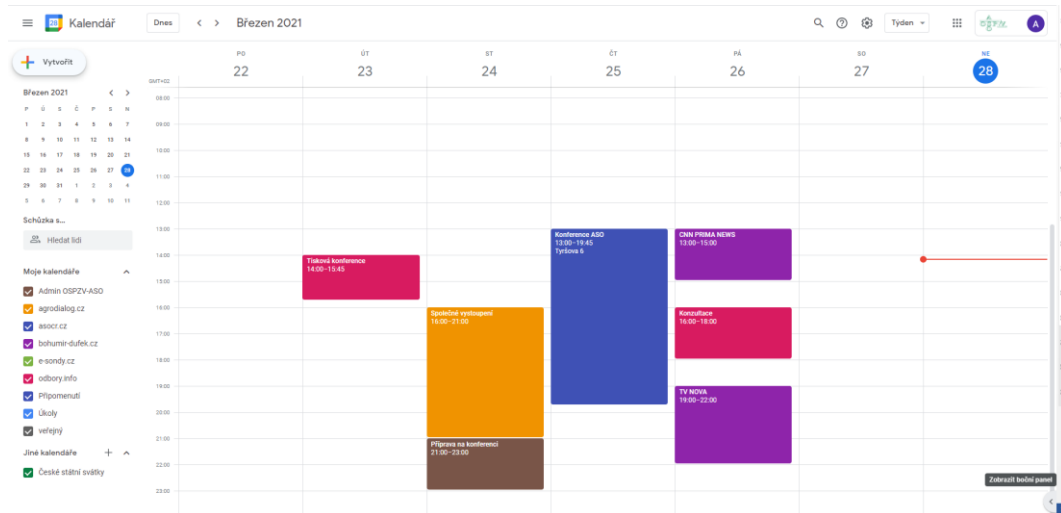 Kalendář
Dnes
Březen 2021
Týden
A
Vytvořit
Březen 2021
P Ú S Č P S N
1 2 3 4 5 6 7
8 9 10 11 12 13 14
15 16 17 18 19 20 21
22 23 24 25 26 27 28
29 30 31 1 2 3 4
5 6 7 8 9 10 11
Schůzka s...
Hledat lidi
Moje kalendáře
Admin OSPZV-ASO
agrodialog.cz
asocr.cz
bohumir-dufek.cz
e-sondy.cz
odbory.info
Připomenutí
Úkoly
veřejný
Jiné kalendáře
České státní svátky
PO ÚT ST ČT PÁ SO NE
22 23 24 25 26 27 28
GMT+02
08:00
09:00
10:00
11:00
12:00
13:00
14:00
15:00
16:00
17:00
18:00
19:00
20:00
21:00
22:00
23:00
Tisková konference
14:00–15:45
Společné vystoupení
16:00–21:00
Příprava na konferenci
21:00–23:00
Konference ASO
13:00–19:45
Tyršova 6
CNN PRIMA NEWS
13:00–15:00
Konzultace
16:00–18:00
TV NOVA
19:00–22:00
Zobrazit boční panel